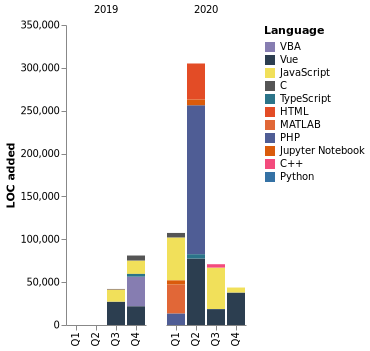 2019
2020
350,000
300,000
250,000
200,000
150,000
100,000
50,000
0
LOC added
Q1
Q2
Q3
Q4
Q1
Q2
Q3
Q4
Language
VBA
Vue
JavaScript
C
TypeScript
HTML
MATLAB
PHP
Jupyter Notebook
C++
Python